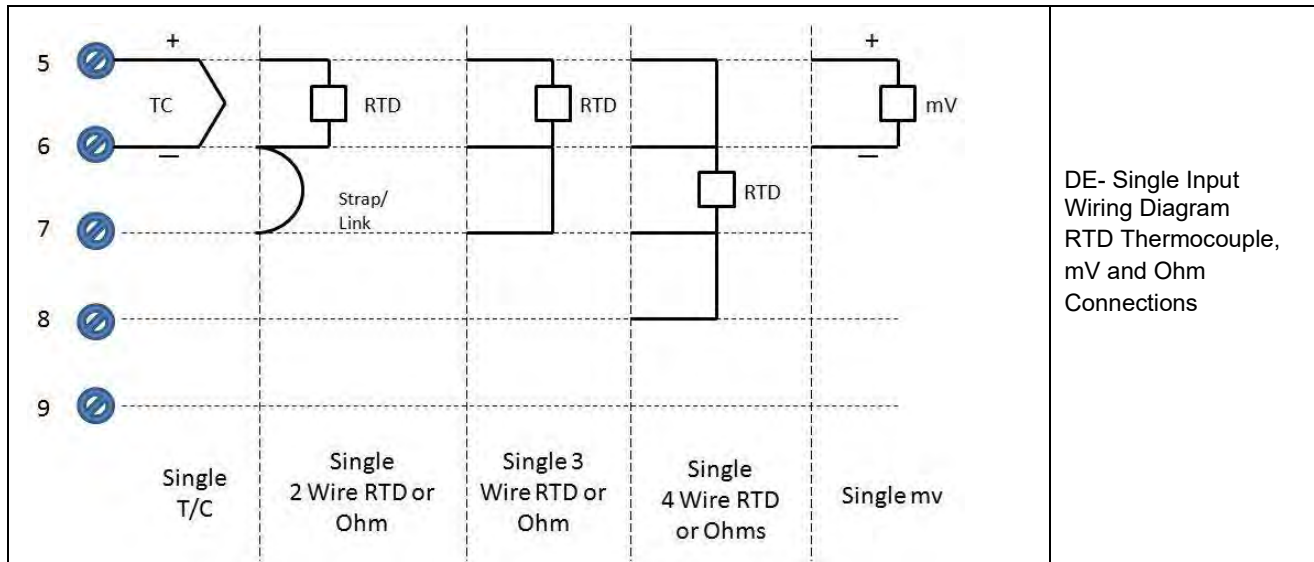 +
5
TC
6
—
7
8
9
RTD
Strap/
Link
RTD
RTD
+
mV
—
Single
T/C
Single
2 Wire RTD or
Ohm
Single 3
Wire RTD or
Ohm
Single
4 Wire RTD
or Ohms
Single mv
DE- Single Input
Wiring Diagram
RTD Thermocouple,
mV and Ohm
Connections